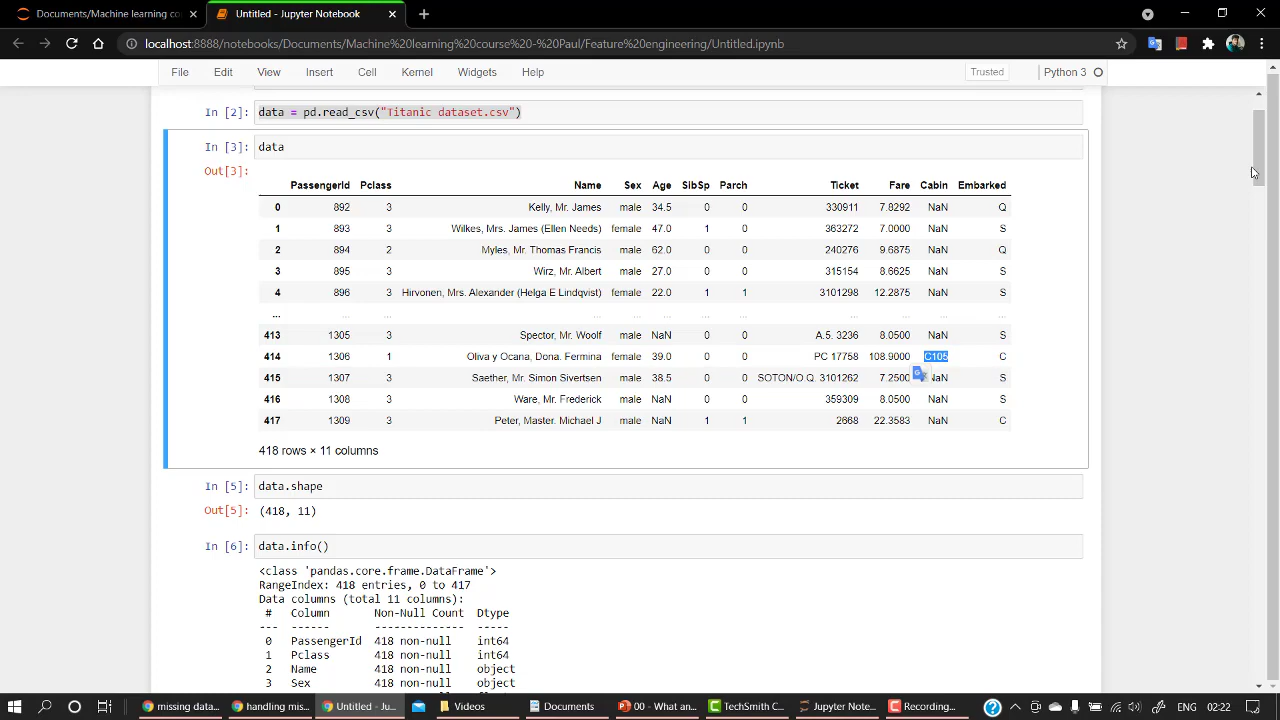 Documents/Machine learning co
Untitled - Jupyter Notebook
localhost:8888/notebooks/Documents/Machine%20learning%20course%20-%20Paul/Feature%20engineering/Untitled.ipynb
File Edit View Insert Cell Kernel Widgets Help Trusted Python 3
In [2]: data = pd.read_csv("Titanic dataset.csv")
In [3]: data
Out[3]:
PassengerId Pclass Name Sex Age SibSp Parch Ticket Fare Cabin Embarked
0 892 3 Kelly, Mr. James male 34.5 0 0 330911 7.8292 NaN Q
1 893 3 Wilkes, Mrs. James (Ellen Needs) female 47.0 1 0 363272 7.0000 NaN S
2 894 2 Myles, Mr. Thomas Francis male 62.0 0 0 240276 9.6875 NaN Q
3 895 3 Wirz, Mr. Albert male 27.0 0 0 315154 8.6625 NaN S
4 896 3 Hirvonen, Mrs. Alexander (Helga E Lindqvist) female 22.0 1 1 3101298 12.2875 NaN S
... ... ... ... ... ... ... ... ... ... ... ...
413 1305 3 Spector, Mr. Woolf male NaN 0 0 A.5. 3236 8.0500 NaN S
414 1306 1 Oliva y Ocana, Dona. Fermina female 39.0 0 0 PC 17758 108.9000 C105 C
415 1307 3 Saether, Mr. Simon Sivertsen male 38.5 0 0 SOTON/O.Q. 3101262 7.2500 NaN S
416 1308 3 Ware, Mr. Frederick male NaN 0 0 359309 8.0500 NaN S
417 1309 3 Peter, Master. Michael J male NaN 1 1 2668 22.3583 NaN C
418 rows × 11 columns
In [5]: data.shape
Out[5]: (418, 11)
In [6]: data.info()
<class 'pandas.core.frame.DataFrame'>
RangeIndex: 418 entries, 0 to 417
Data columns (total 11 columns):
# Column Non-Null Count Dtype
--- ------ -------------- -----
0 PassengerId 418 non-null int64
1 Pclass 418 non-null int64
2 Name 418 non-null object
3 Sex 418 non-null object
missing data... handling mis... Untitled - Ju... Videos Documents 00 - What an... TechSmith C... Jupyter Note... Recording... ENG 02:22